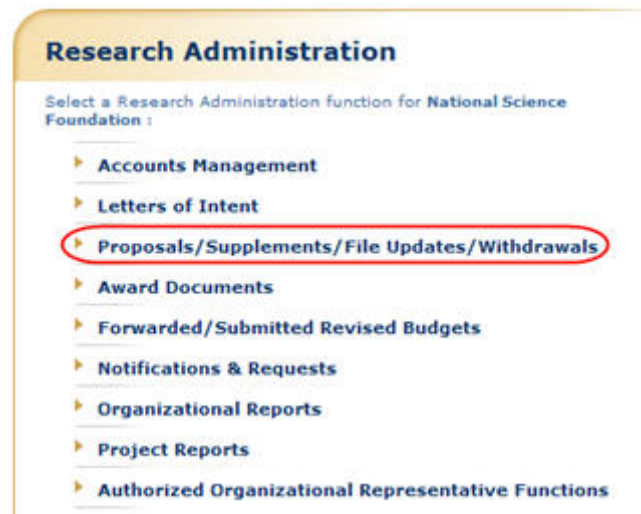 Research Administration
Select a Research Administration function for National Science
Foundation :
Accounts Management
Letters of Intent
Proposals/Supplements/File Updates/Withdrawals
Award Documents
Forwarded/Submitted Revised Budgets
Notifications & Requests
Organizational Reports
Project Reports
Authorized Organizational Representative Functions